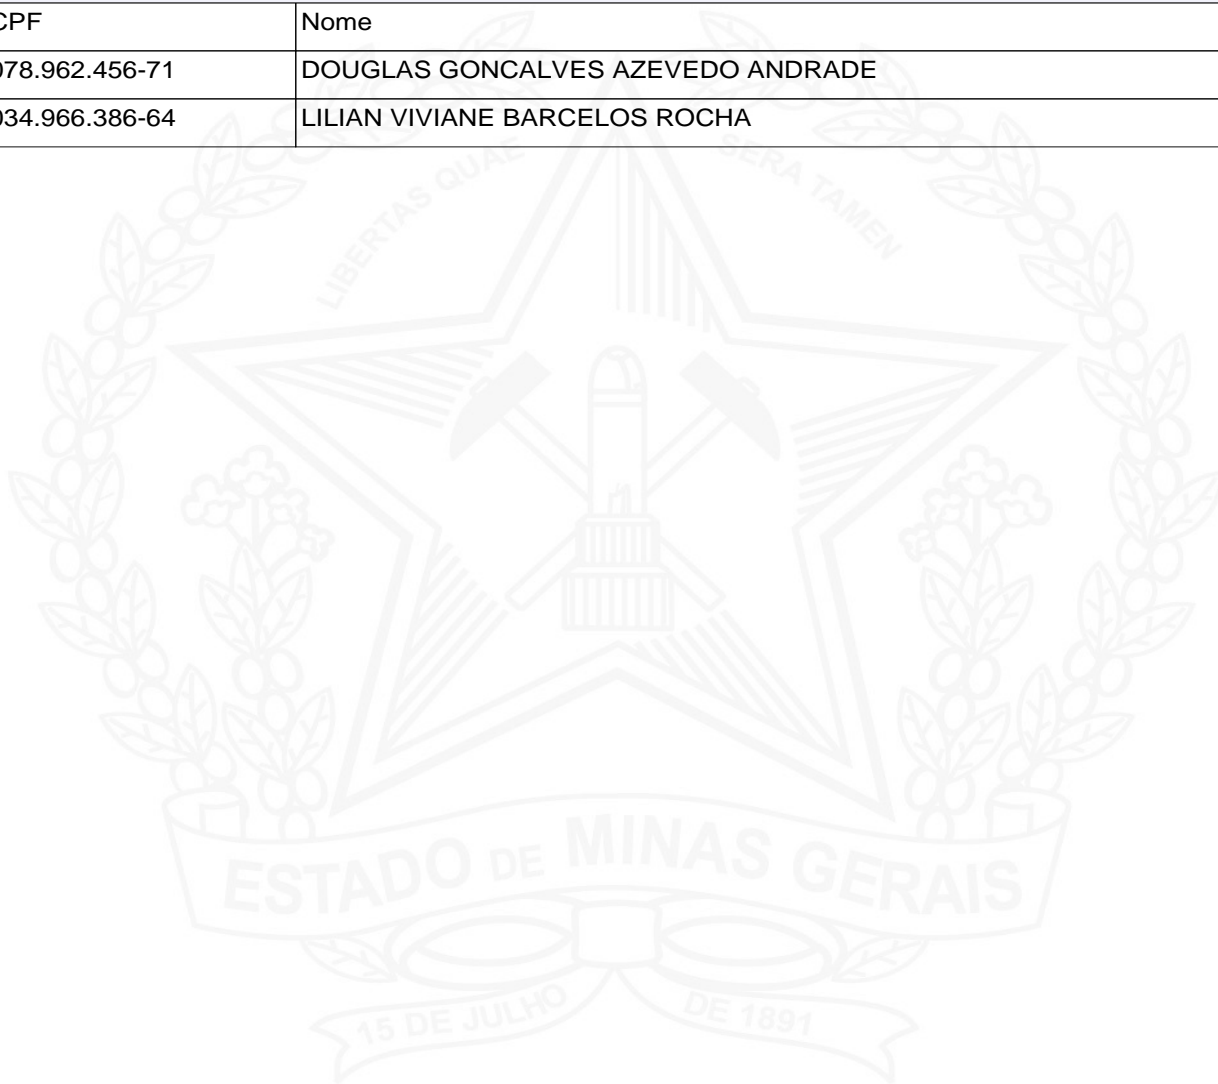 CPF Nome
078.962.456-71 DOUGLAS GONCALVES AZEVEDO ANDRADE
034.966.386-64 LILIAN VIVIANE BARCELOS ROCHA
LIBERTAS QUAE SERA TAMEN
ESTADO DE MINAS GERAIS
15 DE JULHO DE 1891